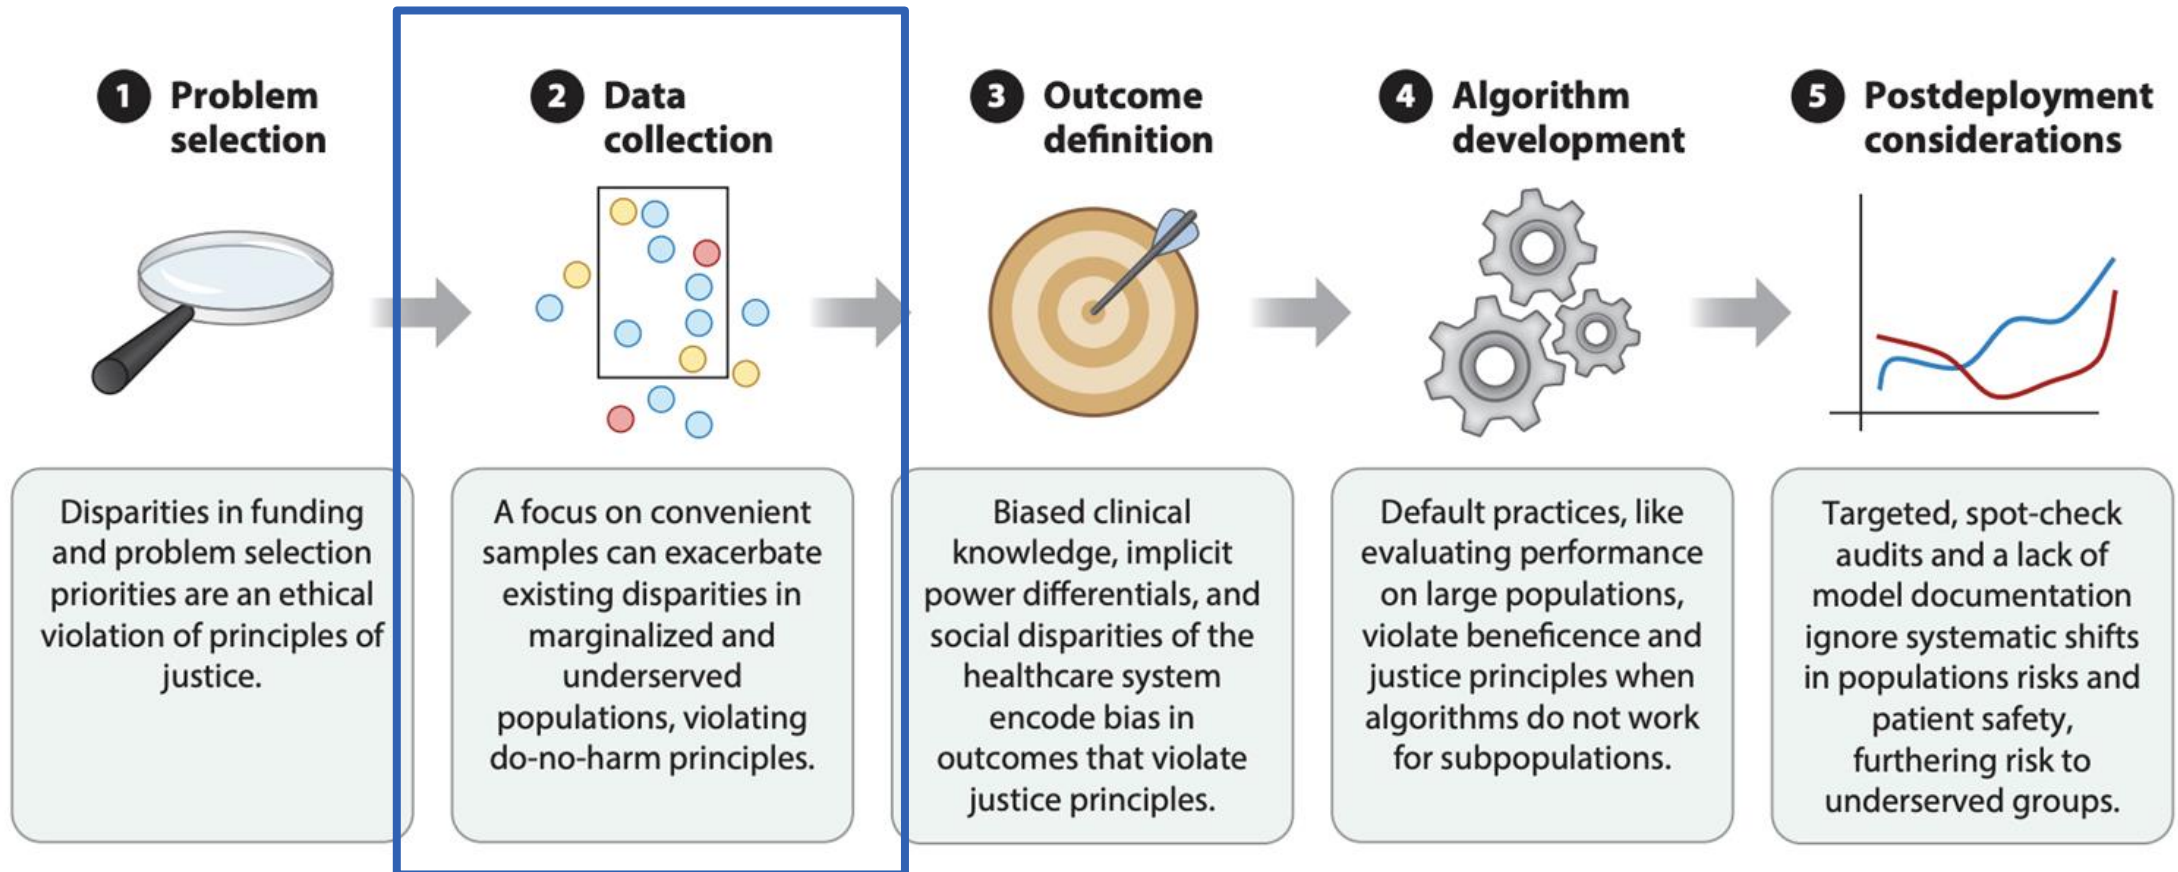 1 Problem
selection
Disparities in funding
and problem selection
priorities are an ethical
violation of principles of
justice.
2 Data
collection
A focus on convenient
samples can exacerbate
existing disparities in
marginalized and
underserved
populations, violating
do-no-harm principles.
3 Outcome
definition
Biased clinical
knowledge, implicit
power differentials, and
social disparities of the
healthcare system
encode bias in
outcomes that violate
justice principles.
4 Algorithm
development
Default practices, like
evaluating performance
on large populations,
violate beneficence and
justice principles when
algorithms do not work
for subpopulations.
5 Postdeployment
considerations
Targeted, spot-check
audits and a lack of
model documentation
ignore systematic shifts
in populations risks and
patient safety,
furthering risk to
underserved groups.